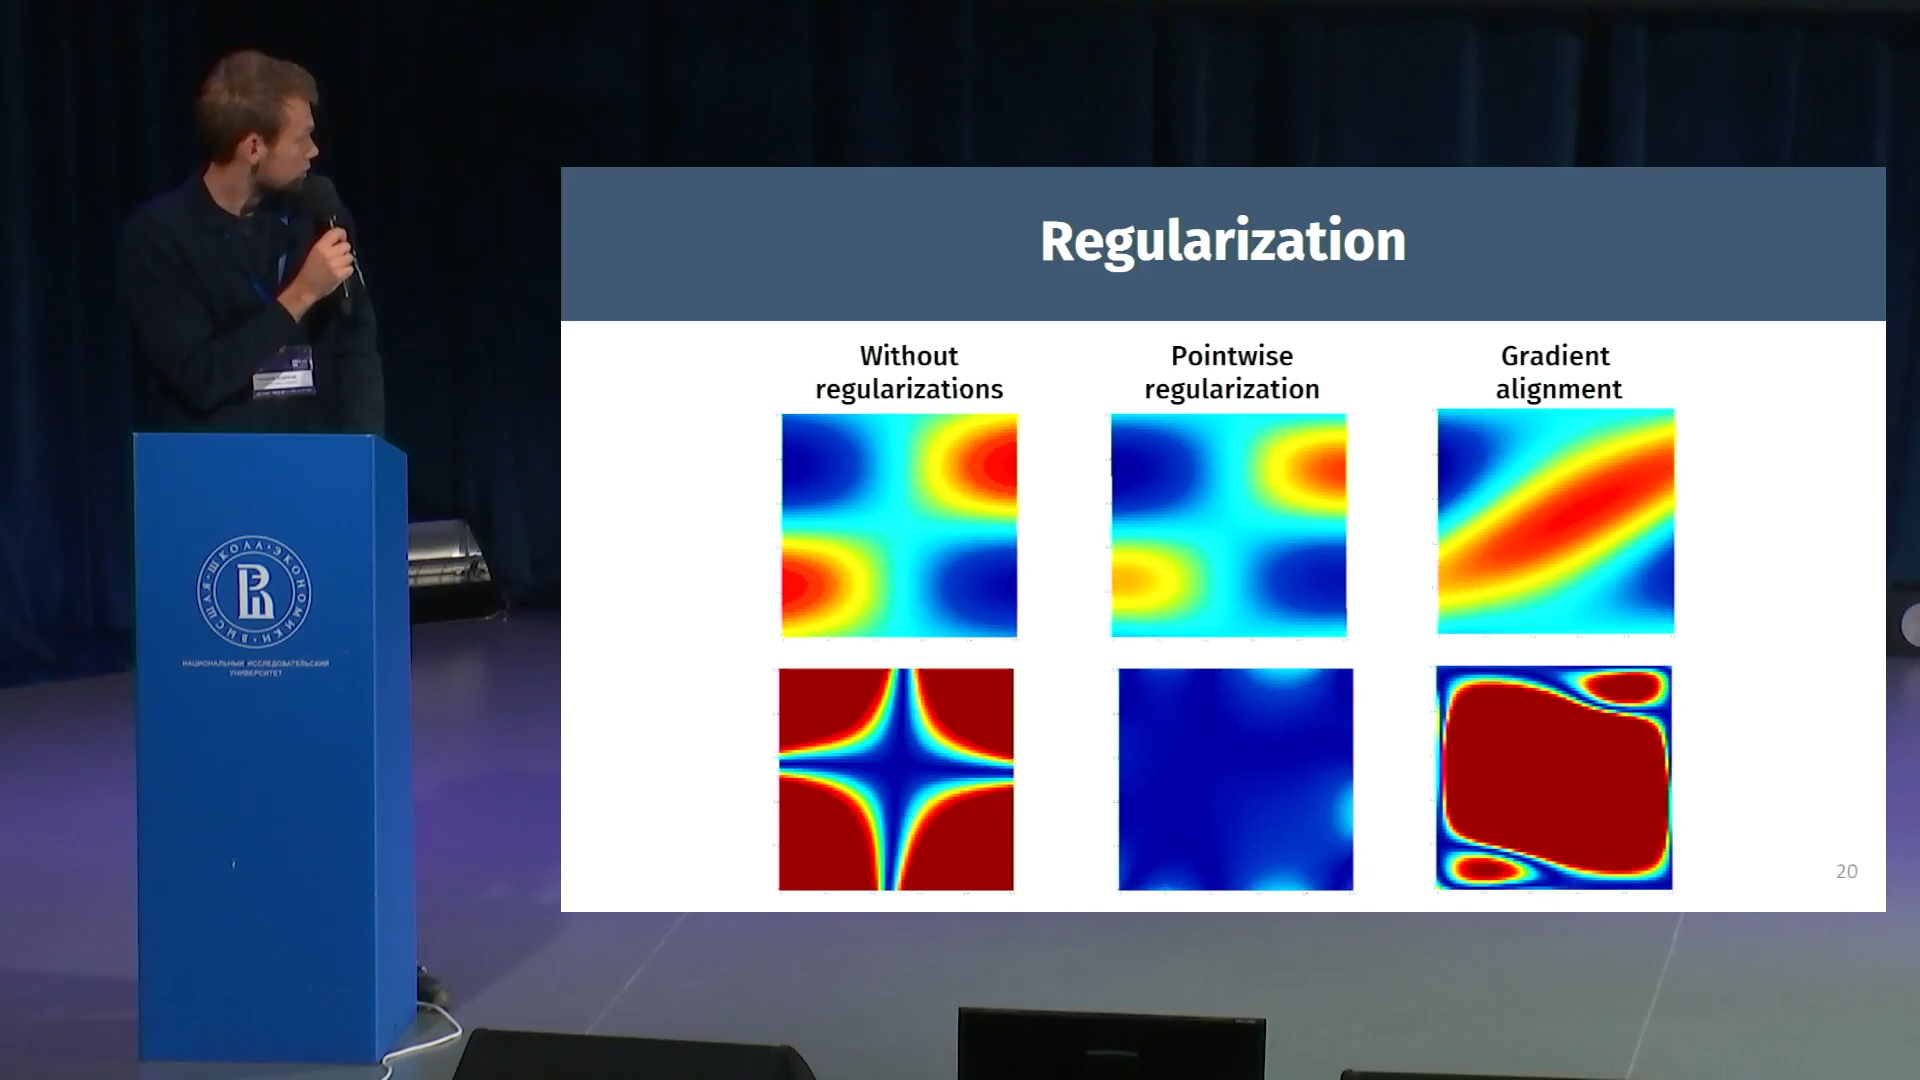 Regularization
Without
regularizations
Pointwise
regularization
Gradient
alignment
20
ВЫСШАЯ • ШКОЛА • ЭКОНОМИКИ
НАЦИОНАЛЬНЫЙ ИССЛЕДОВАТЕЛЬСКИЙ
УНИВЕРСИТЕТ